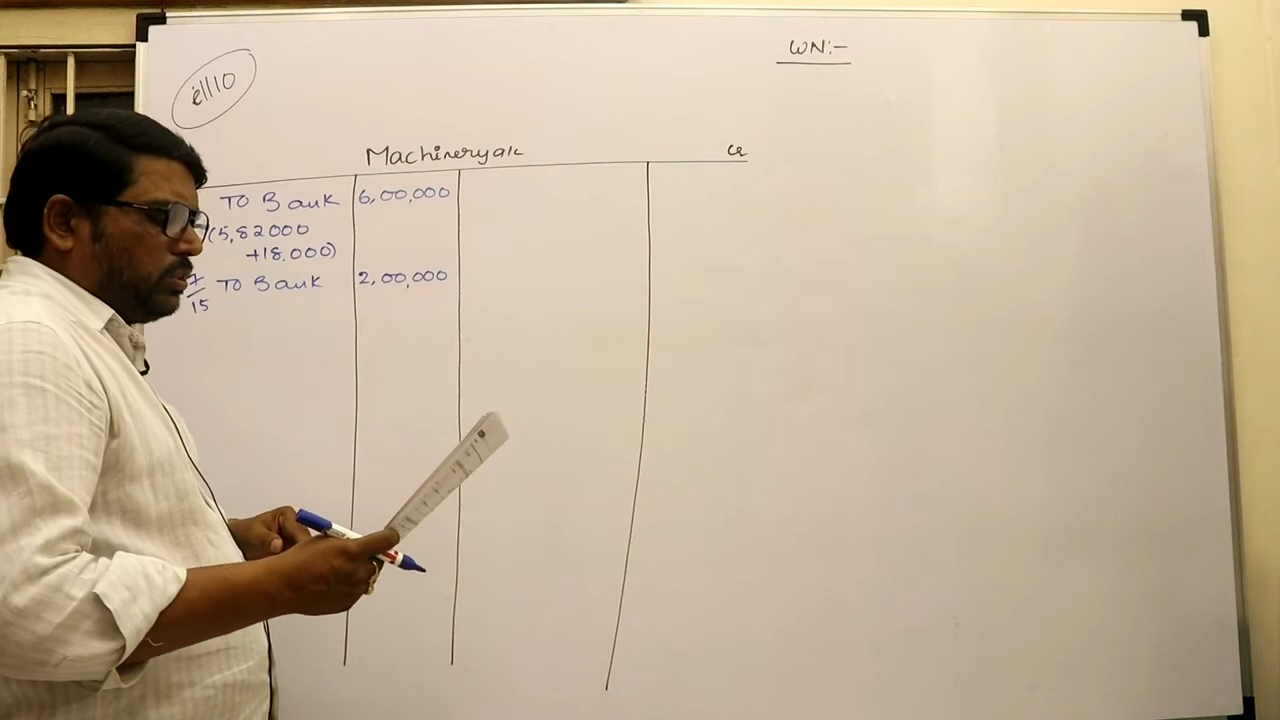 ell10
WN:-
Machinery a/c
Cr
To Bank 6,00,000
(5,82000
+18,000)
7/15 To Bank 2,00,000